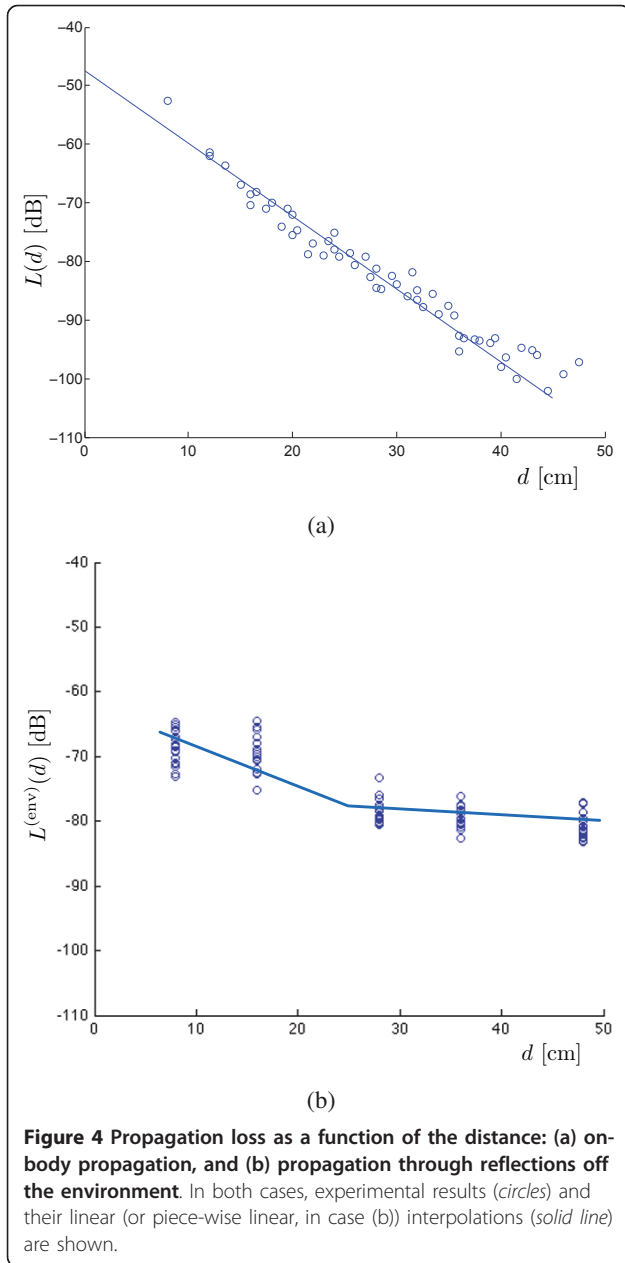 −40
−50
−60
−70
−80
−90
−100
−110
L(d) [dB]
0
10
20
30
40
50
d [cm]
(a)
-40
-50
-60
-70
-80
-90
-100
-110
L^(env)(d) [dB]
0
10
20
30
40
50
d [cm]
(b)
Figure 4 Propagation loss as a function of the distance: (a) on-
body propagation, and (b) propagation through reflections off
the environment. In both cases, experimental results (circles) and
their linear (or piece-wise linear, in case (b)) interpolations (solid line)
are shown.